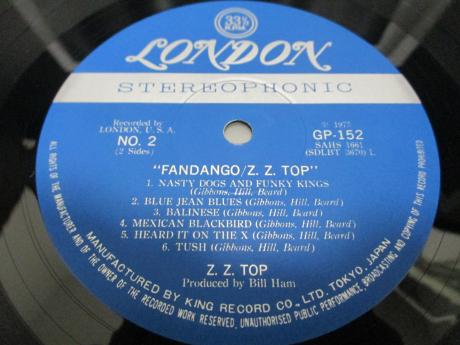 33⅓
R.P.M.
LONDON
STEREOPHONIC
Recorded by
LONDON, U. S. A.
NO. 2
(2 Sides)
℗ 1975
GP-152
SAHS 1661
(SDLBT 3670) L
"FANDANGO/Z. Z. TOP"
1. NASTY DOGS AND FUNKY KINGS
(Gibbons, Hill, Beard)
2. BLUE JEAN BLUES (Gibbons, Hill, Beard)
3. BALINESE (Gibbons, Hill, Beard)
4. MEXICAN BLACKBIRD (Gibbons, Hill, Beard)
5. HEARD IT ON THE X (Gibbons, Hill, Beard)
6. TUSH (Gibbons, Hill, Beard)
Z. Z. TOP
Produced by Bill Ham
MANUFACTURED BY KING RECORD CO., LTD. TOKYO, JAPAN
ALL RIGHTS OF THE MANUFACTURER AND OF THE OWNER OF THE RECORDED WORK RESERVED, UNAUTHORISED PUBLIC PERFORMANCE, BROADCASTING AND COPYING OF THIS RECORD PROHIBITED